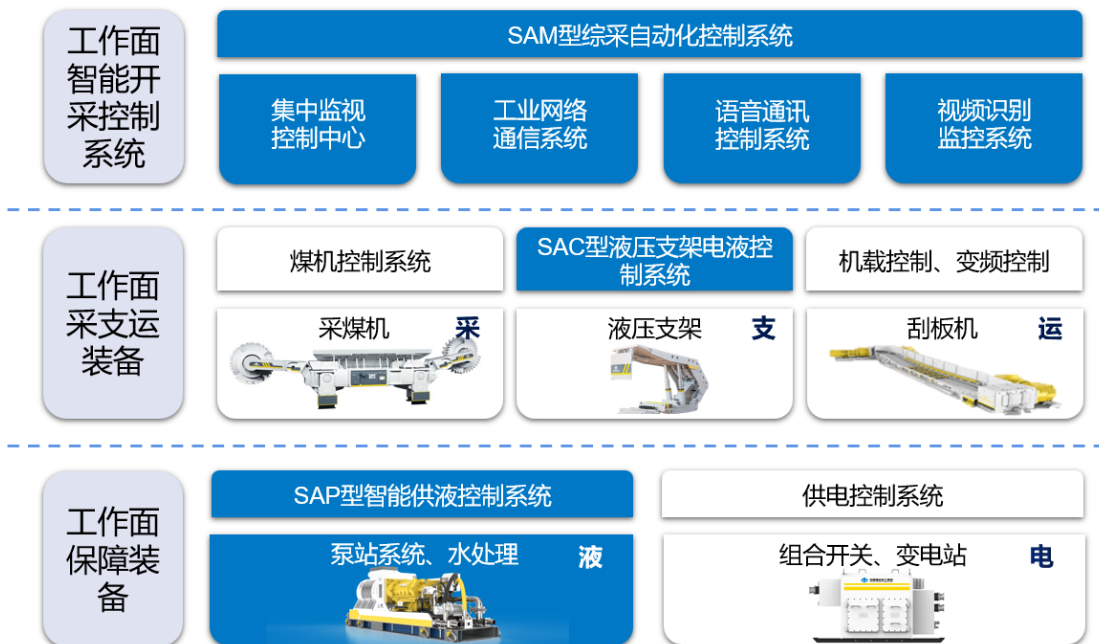 工作面
智能开
采控制
系统
SAM型综采自动化控制系统
集中监视
控制中心
工业网络
通信系统
语音通讯
控制系统
视频识别
监控系统
工作面
采支运
装备
煤机控制系统
SAC型液压支架电液控
制系统
机载控制、变频控制
采煤机
采
液压支架
支
刮板机
运
工作面
保障装
备
SAP型智能供液控制系统
供电控制系统
泵站系统、水处理
液
组合开关、变电站
电